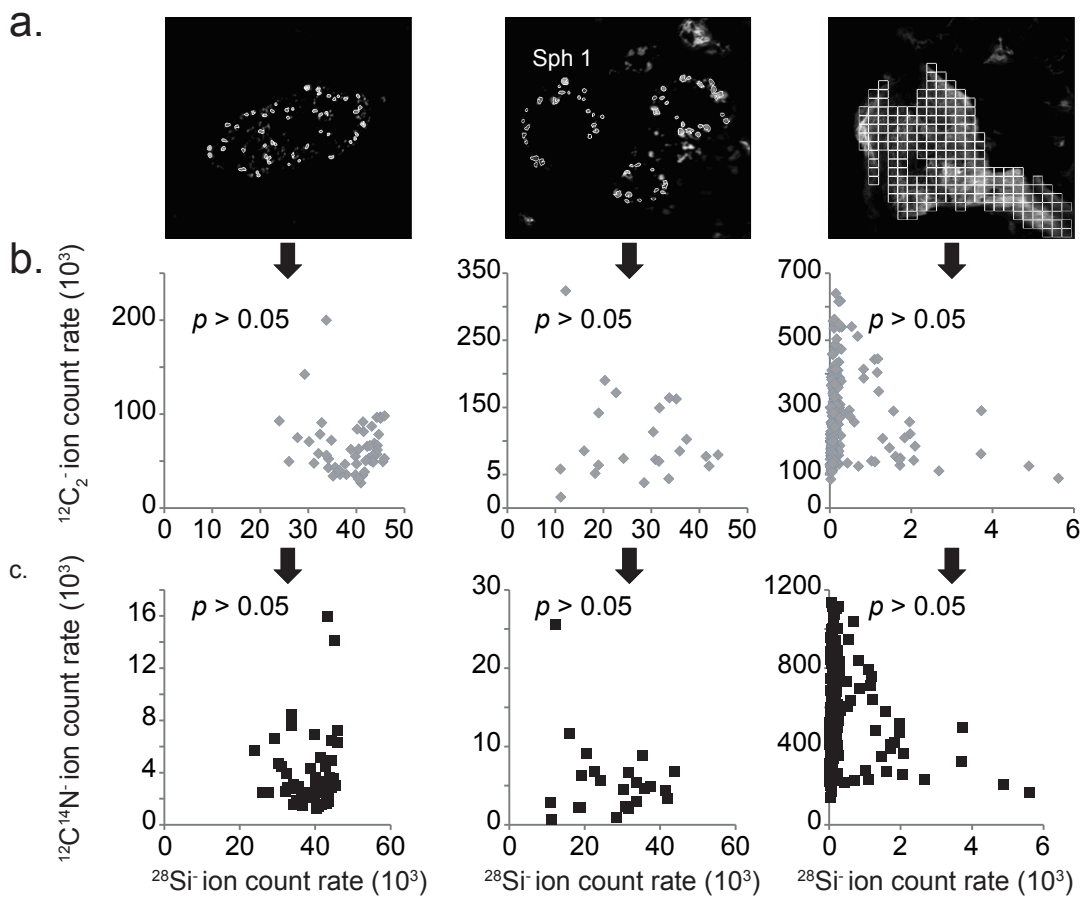 a.
Sph 1
b.
¹²C₂⁻ ion count rate (10³)
200
100
0
p > 0.05
0 10 20 30 40 50
350
250
150
5
0
p > 0.05
0 10 20 30 40 50
700
500
300
100
0
p > 0.05
0 2 4 6
c.
¹²C¹⁴N⁻ ion count rate (10³)
16
12
8
4
0
p > 0.05
0 20 40 60
²⁸Si⁻ ion count rate (10³)
30
20
10
0
p > 0.05
0 20 40 60
²⁸Si⁻ ion count rate (10³)
1200
800
400
0
p > 0.05
0 2 4 6
²⁸Si⁻ ion count rate (10³)